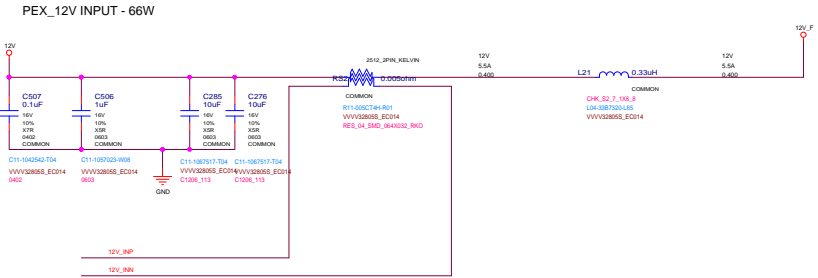 PEX_12V INPUT - 66W
12V
C507
0.1uF
16V
10%
X7R
0402
COMMON
C11-1042542-T04
VVVV32805S_EC014
0402
C506
1uF
16V
10%
X5R
0603
COMMON
C11-1057023-W08
VVVV32805S_EC014
0603
GND
C285
10uF
16V
10%
X5R
0603
COMMON
C11-1067517-T04
VVVV32805S_EC014
C1206_113
C276
10uF
16V
10%
X5R
0603
COMMON
C11-1067517-T04
VVVV32805S_EC014
C1206_113
2512_2PIN_KELVIN
RS2
0.005ohm
COMMON
R11-005CT4H-R01
VVVV32805S_EC014
RES_04_SMD_064X032_RKO
12V
5.5A
0.400
L21
0.33uH
COMMON
CHK_S2_7_1X6_8
L04-33B7320-L65
VVVV32805S_EC014
12V
5.5A
0.400
12V_F
12V_INP
12V_INN